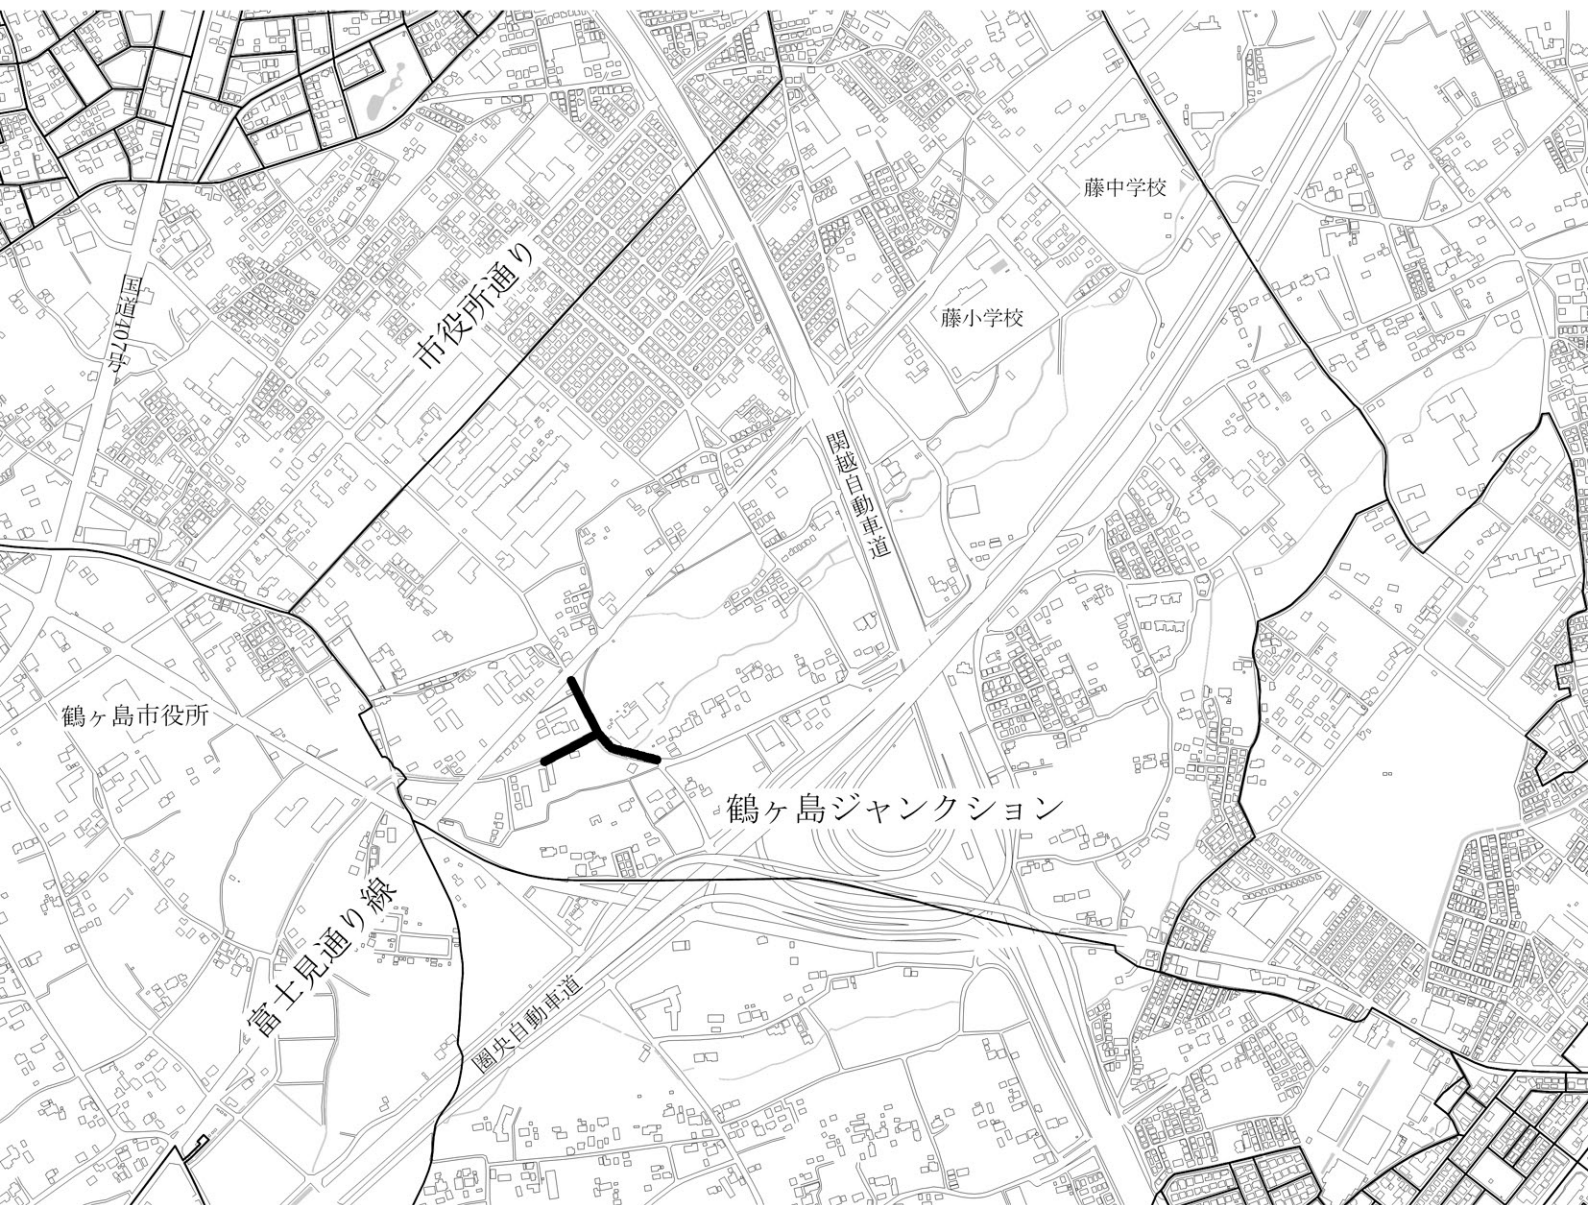 藤中学校
市役所通り
国道407号
藤小学校
関越自動車道
鶴ヶ島市役所
鶴ヶ島ジャンクション
富士見通り線
圏央自動車道